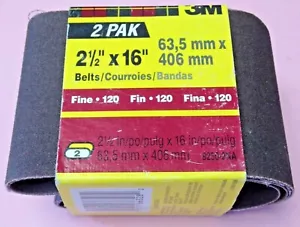 3M
2 PAK
2½" x 16"
63,5 mm x
406 mm
Belts/Courroies/Bandas
Fine • 120 Fin • 120 Fina • 120
2½ in/po/pulg x 16 in/po/pulg
63,5 mm x 406 mm
2